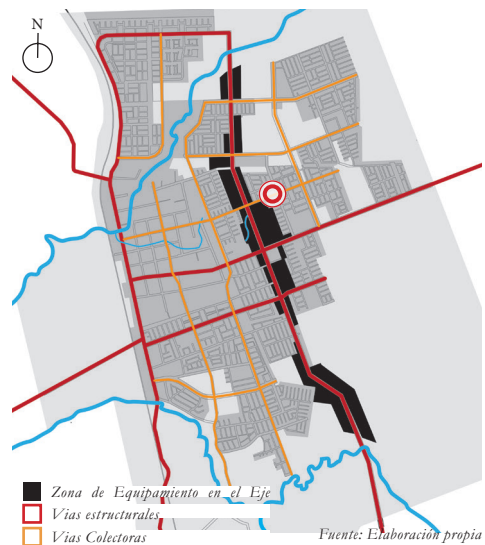 N
Zona de Equipamiento en el Eje
Vias estructurales
Vias Colectoras
Fuente: Elaboración propia